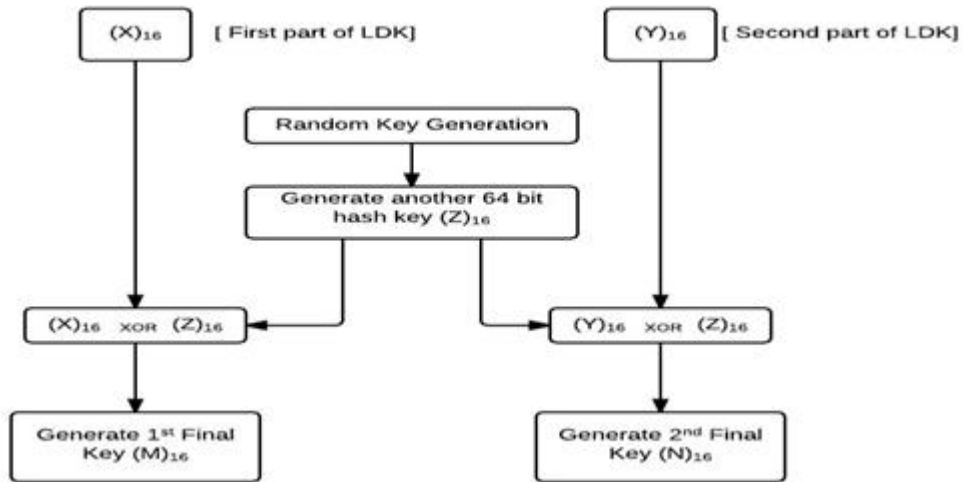 (X)₁₆ [ First part of LDK]
(Y)₁₆ [ Second part of LDK]
Random Key Generation
Generate another 64 bit
hash key (Z)₁₆
(X)₁₆ XOR (Z)₁₆
(Y)₁₆ XOR (Z)₁₆
Generate 1ˢᵗ Final
Key (M)₁₆
Generate 2ⁿᵈ Final
Key (N)₁₆